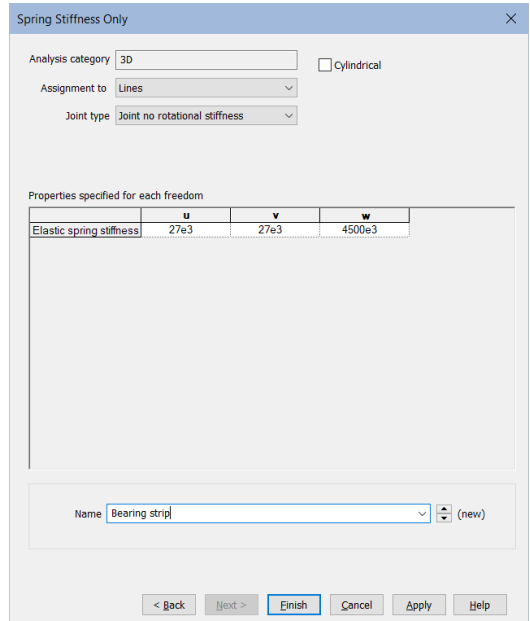 Spring Stiffness Only
Analysis category 3D
Cylindrical
Assignment to Lines
Joint type Joint no rotational stiffness
Properties specified for each freedom
u v w
Elastic spring stiffness 27e3 27e3 4500e3
Name Bearing strip (new)
< Back Next > Finish Cancel Apply Help